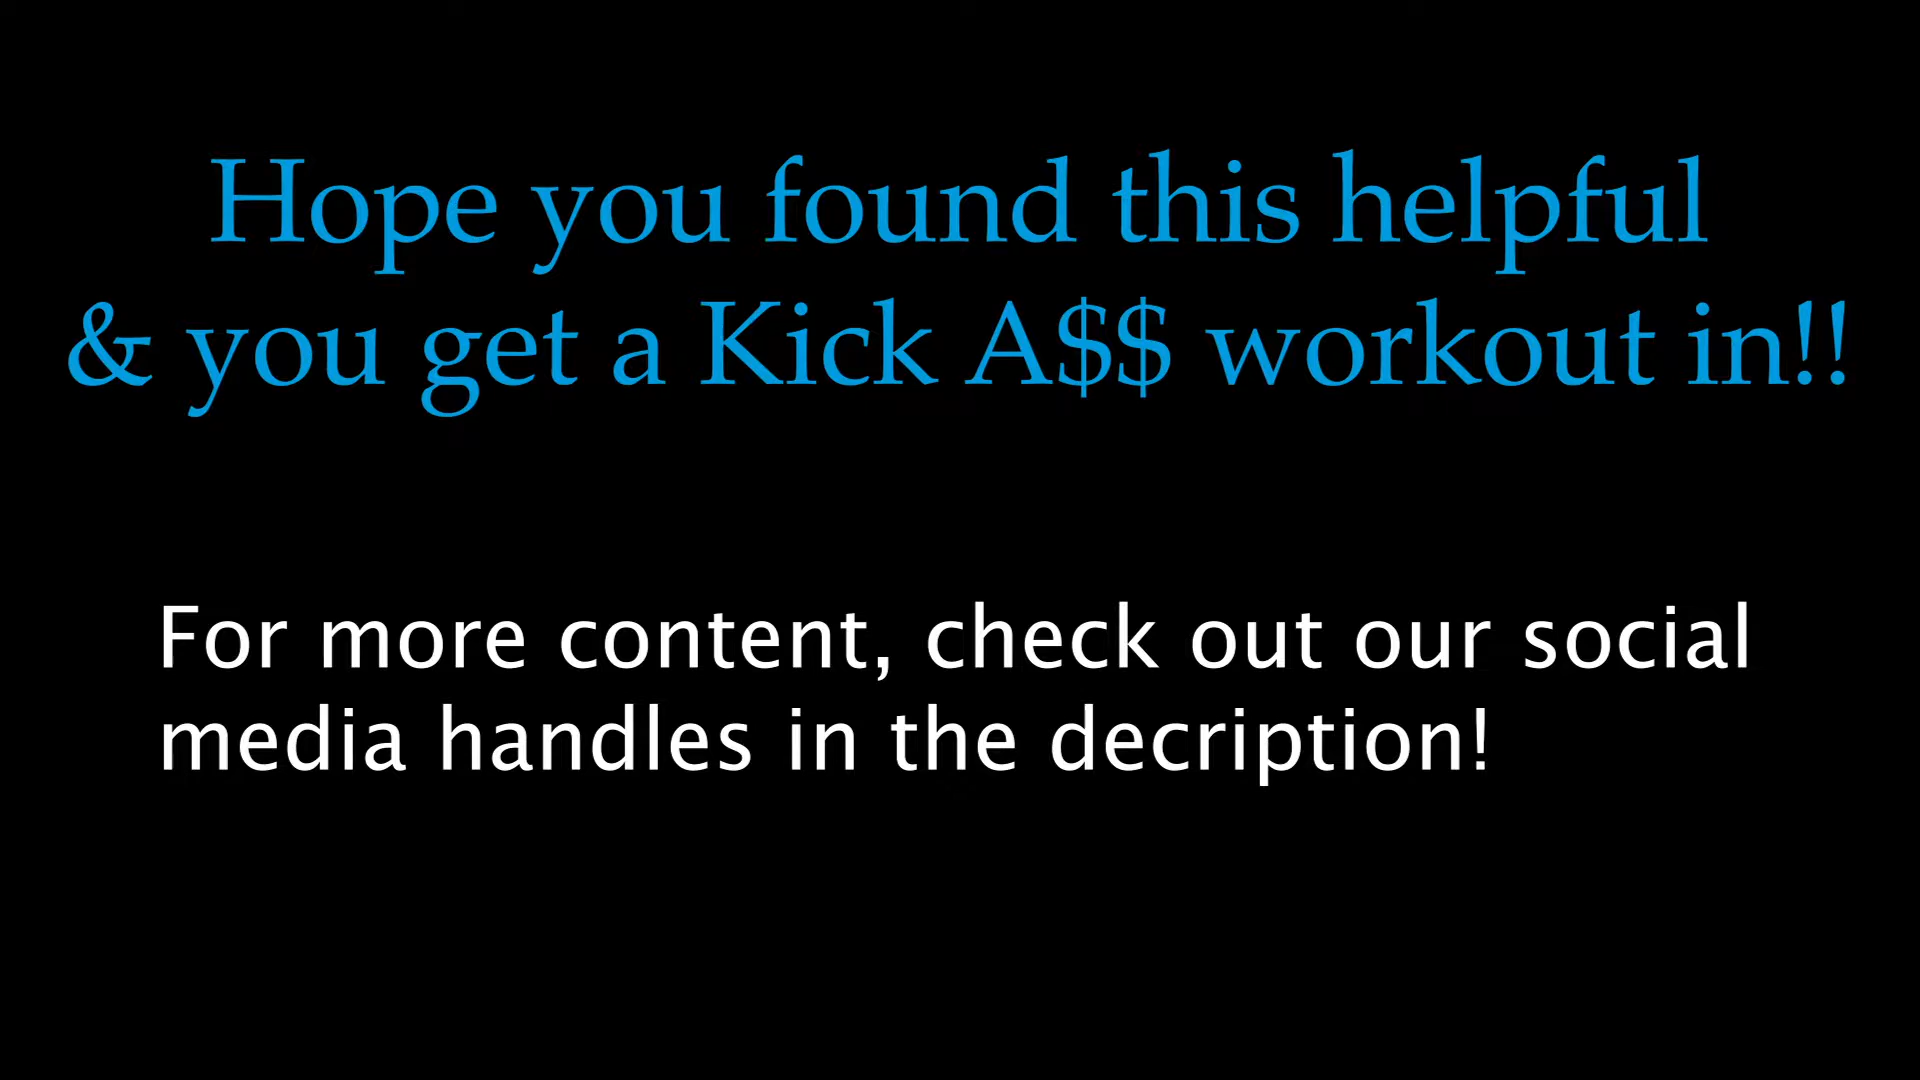 Hope you found this helpful
& you get a Kick A$$ workout in!!
For more content, check out our social
media handles in the decription!